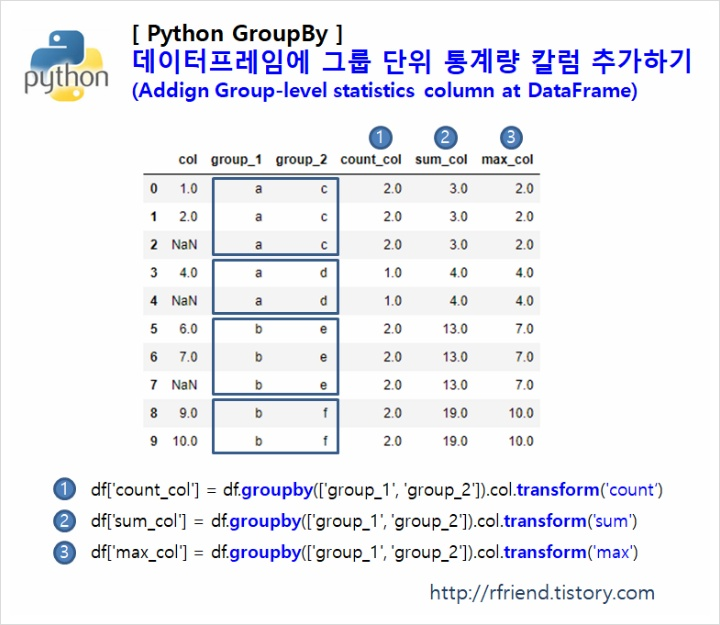 [ Python GroupBy ]
데이터프레임에 그룹 단위 통계량 칼럼 추가하기
(Addign Group-level statistics column at DataFrame)
python
1 2 3
col group_1 group_2 count_col sum_col max_col
0 1.0 a c 2.0 3.0 2.0
1 2.0 a c 2.0 3.0 2.0
2 NaN a c 2.0 3.0 2.0
3 4.0 a d 1.0 4.0 4.0
4 NaN a d 1.0 4.0 4.0
5 6.0 b e 2.0 13.0 7.0
6 7.0 b e 2.0 13.0 7.0
7 NaN b e 2.0 13.0 7.0
8 9.0 b f 2.0 19.0 10.0
9 10.0 b f 2.0 19.0 10.0
1 df['count_col'] = df.groupby(['group_1', 'group_2']).col.transform('count')
2 df['sum_col'] = df.groupby(['group_1', 'group_2']).col.transform('sum')
3 df['max_col'] = df.groupby(['group_1', 'group_2']).col.transform('max')
http://rfriend.tistory.com